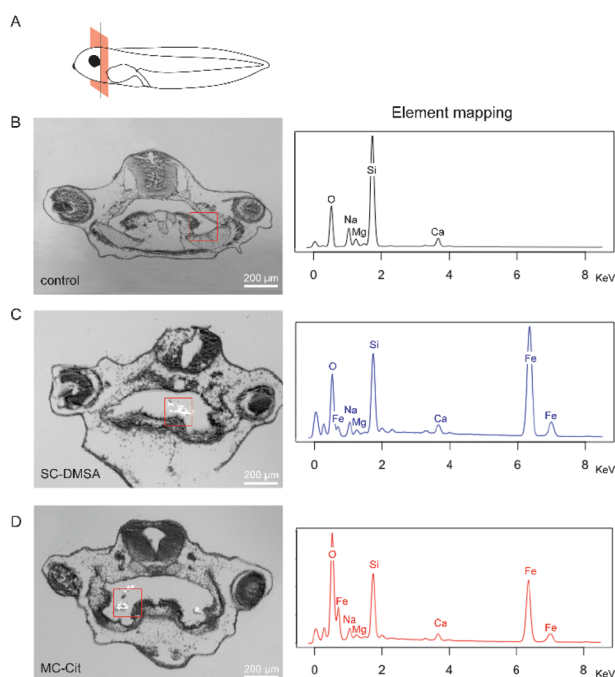 A
B
Element mapping
control
200 µm
O
Na
Mg
Si
Ca
0 2 4 6 8 KeV
C
SC-DMSA
200 µm
O
Fe
Na
Mg
Si
Ca
Fe
Fe
0 2 4 6 8 KeV
D
MC-Cit
200 µm
O
Fe
Na
Mg
Si
Ca
Fe
Fe
0 2 4 6 8 KeV